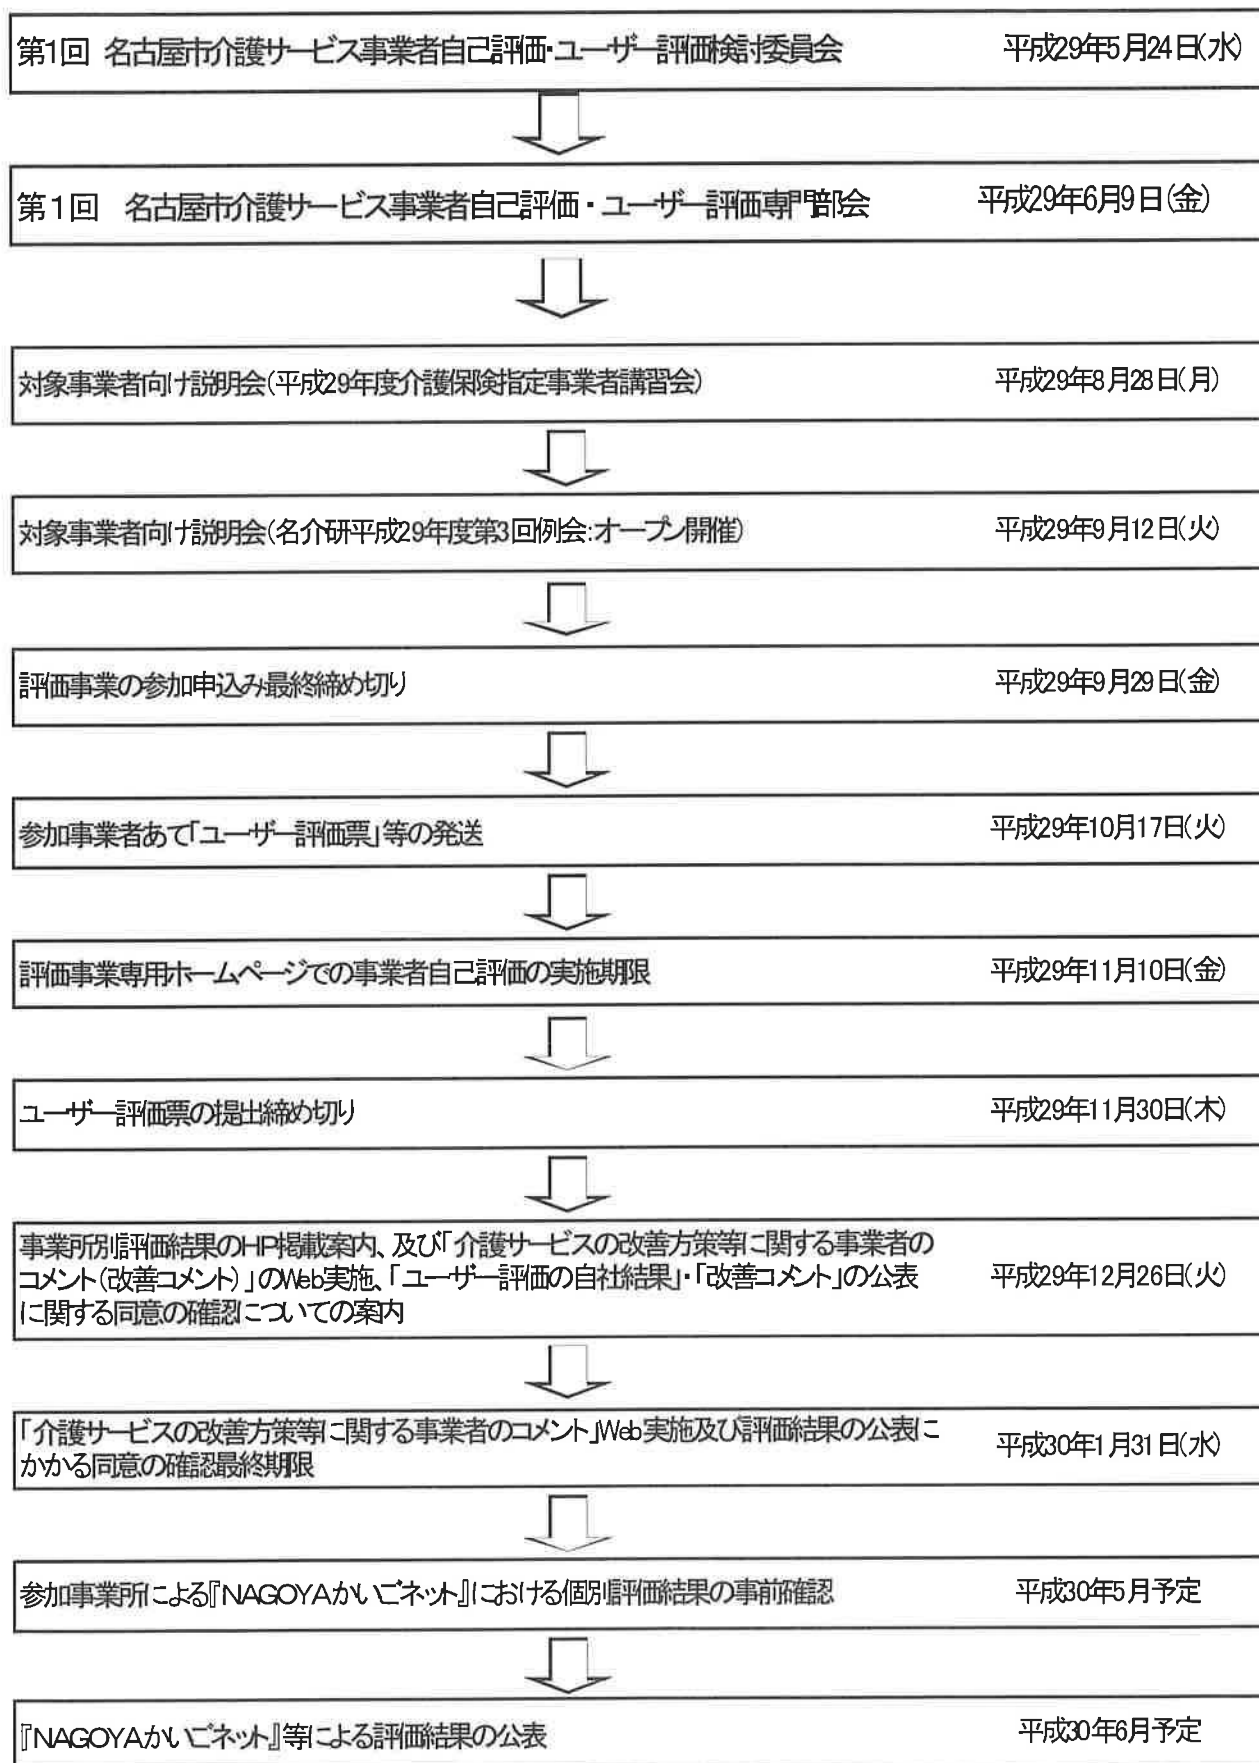 第1回 名古屋市介護サービス事業者自己評価・ユーザー評価検討委員会 平成29年5月24日(水)
第1回 名古屋市介護サービス事業者自己評価・ユーザー評価専門部会 平成29年6月9日(金)
対象事業者向け説明会(平成29年度介護保険指定事業者講習会) 平成29年8月28日(月)
対象事業者向け説明会(名介研平成29年度第3回例会:オープン開催) 平成29年9月12日(火)
評価事業の参加申込み最終締め切り 平成29年9月29日(金)
参加事業者あて「ユーザー評価票」等の発送 平成29年10月17日(火)
評価事業専用ホームページでの事業者自己評価の実施期限 平成29年11月10日(金)
ユーザー評価票の提出締め切り 平成29年11月30日(木)
事業所別評価結果のHP掲載案内、及び「介護サービスの改善方策等に関する事業者の
コメント(改善コメント)」のWeb実施、「ユーザー評価の自社結果」・「改善コメント」の公表
に関する同意の確認についての案内
平成29年12月26日(火)
「介護サービスの改善方策等に関する事業者のコメント」Web実施及び評価結果の公表に
かかる同意の確認最終期限
平成30年1月31日(水)
参加事業所による『NAGOYAかいごネット』における個別評価結果の事前確認 平成30年5月予定
『NAGOYAかいごネット』等による評価結果の公表 平成30年6月予定